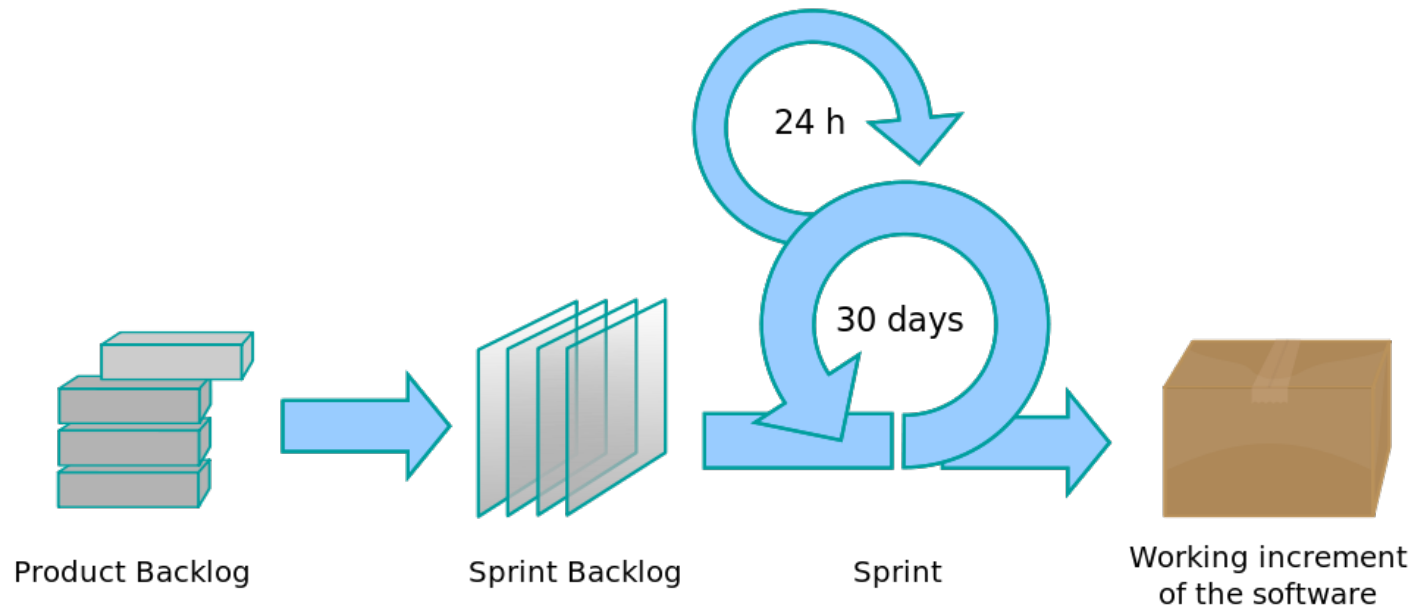 24 h
30 days
Product Backlog
Sprint Backlog
Sprint
Working increment
of the software